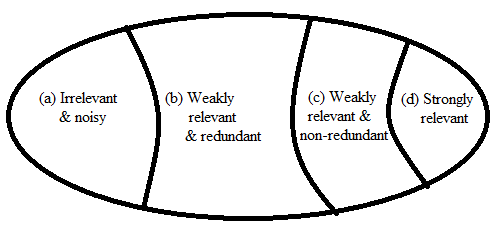 (a) Irrelevant
& noisy
(b) Weakly
relevant
& redundant
(c) Weakly
relevant &
non-redundant
(d) Strongly
relevant